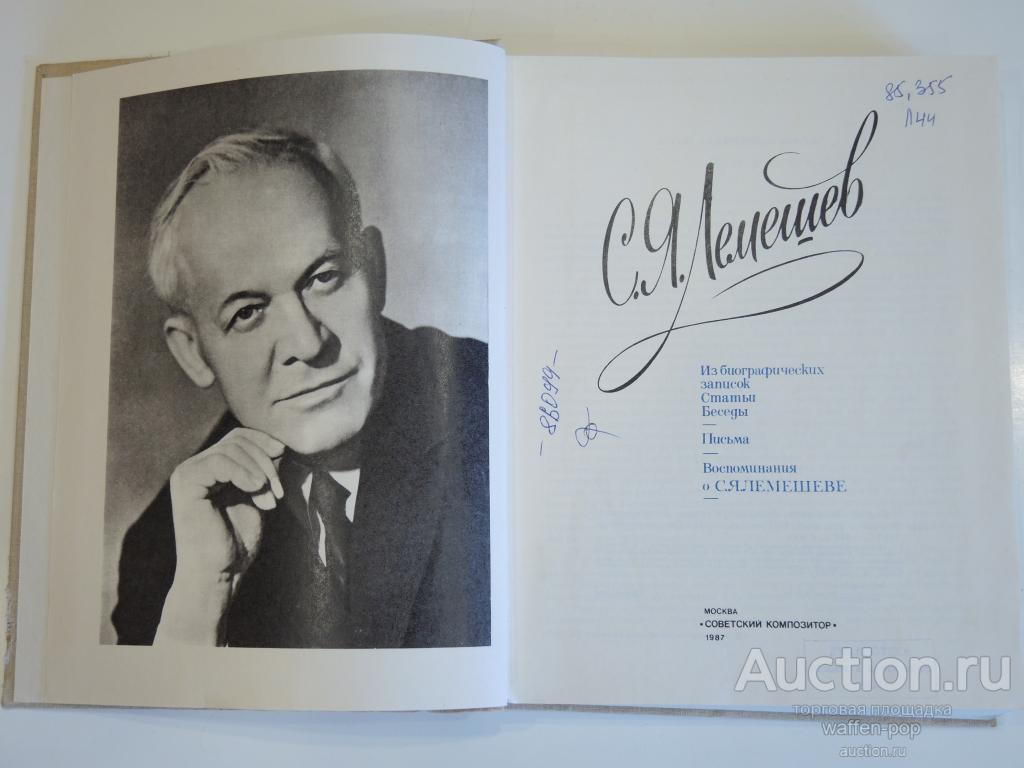 85,355
Л44
С.Я. Лемешев
Из биографических
записок
Статьи
Беседы
—
Письма
—
Воспоминания
о С.Я.ЛЕМЕШЕВЕ
—
МОСКВА
•СОВЕТСКИЙ КОМПОЗИТОР•
1987
Auction.ru
торговая площадка
waffen-pop
auction.ru